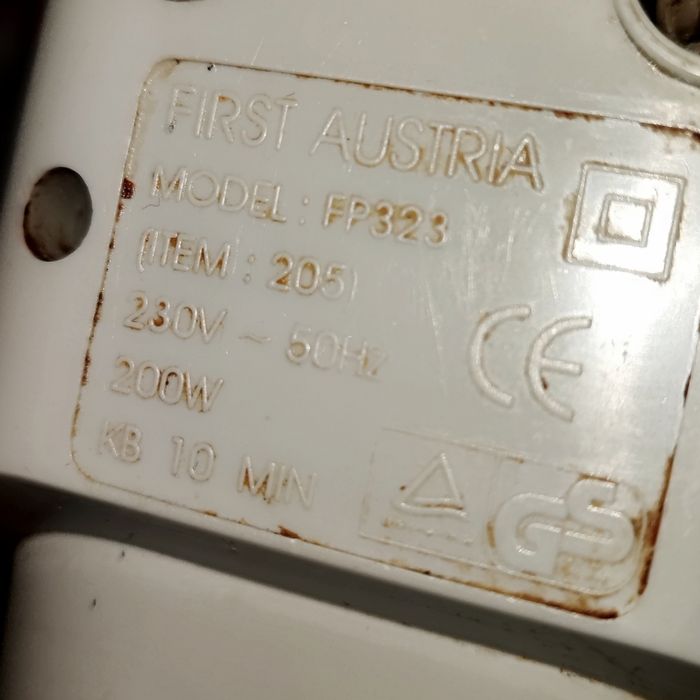 FIRST AUSTRIA
MODEL : FP323
(ITEM : 205)
230V ~ 50Hz
200W
KB 10 MIN
CE
GS